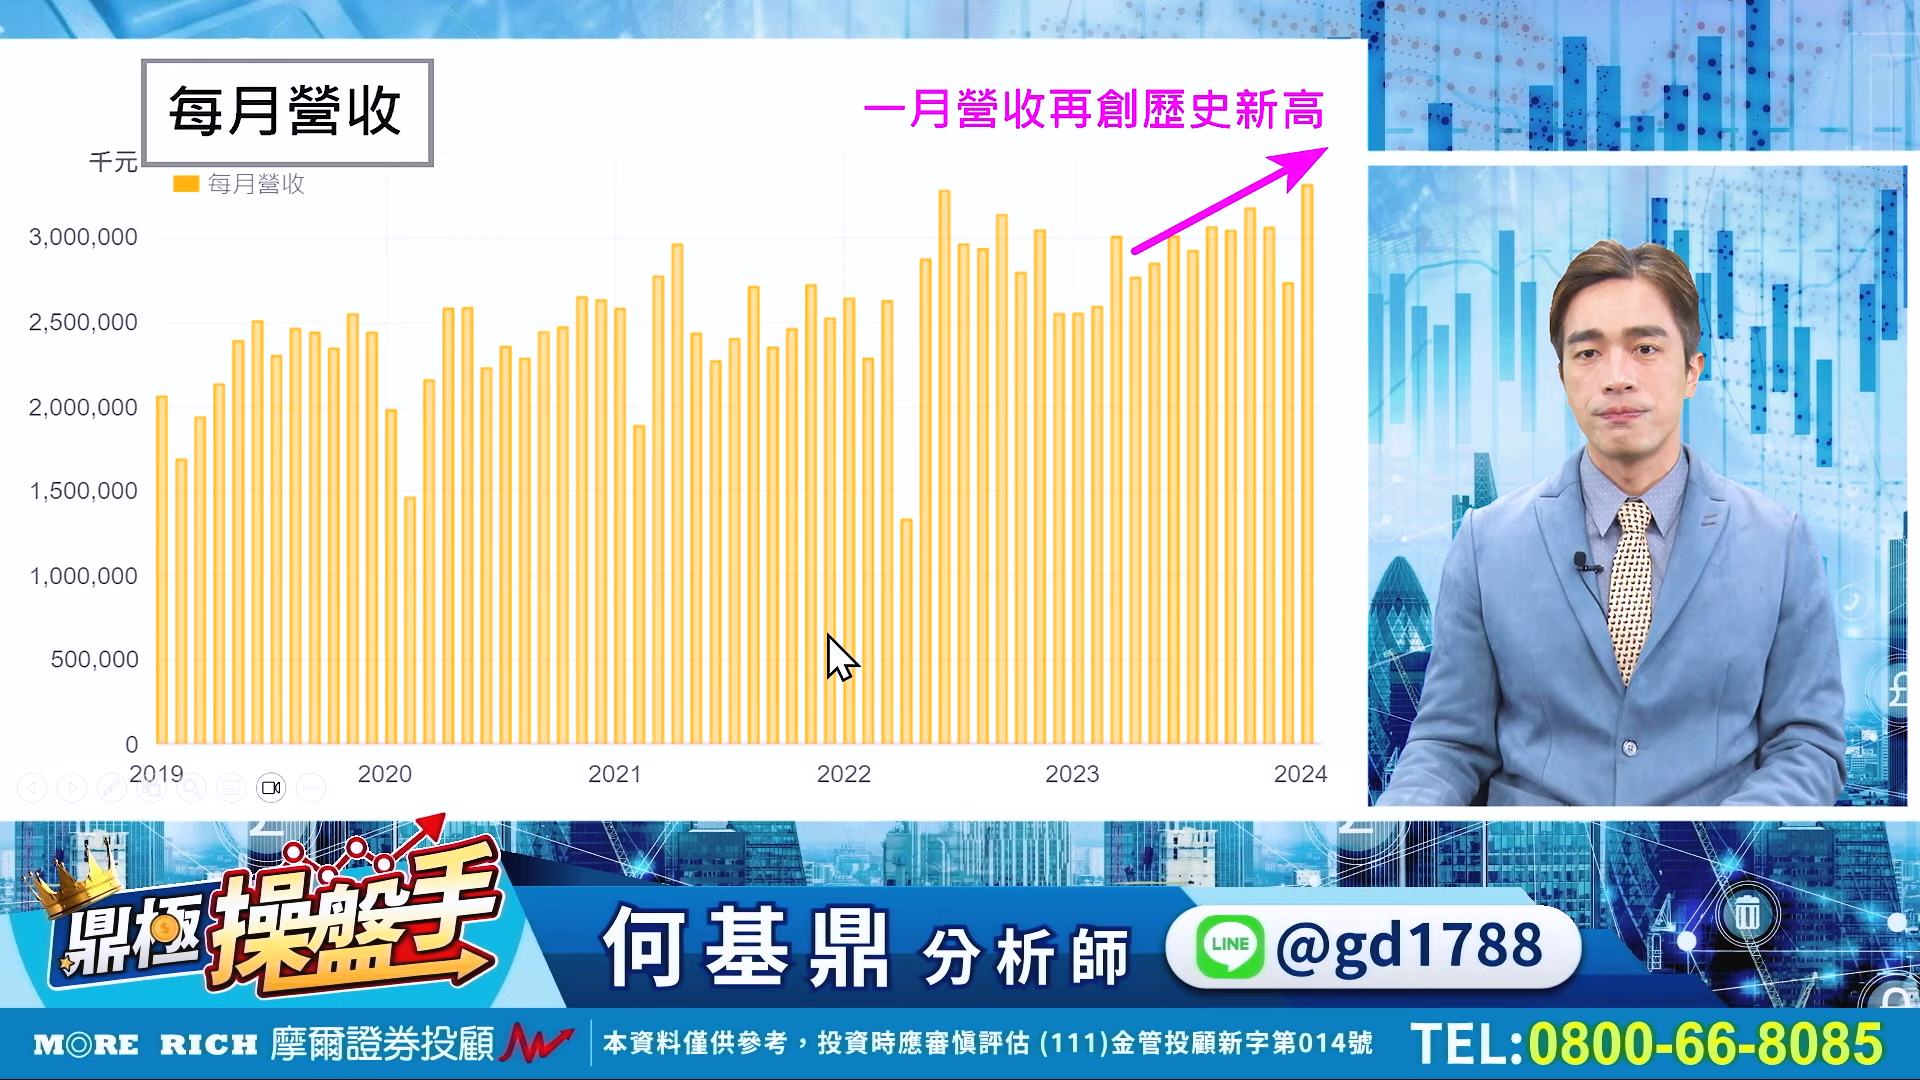 每月營收
一月營收再創歷史新高
千元
每月營收
3,000,000
2,500,000
2,000,000
1,500,000
1,000,000
500,000
0
2019 2020 2021 2022 2023 2024
鼎極操盤手
何基鼎 分析師
LINE @gd1788
MORE RICH 摩爾證券投顧
本資料僅供參考，投資時應審慎評估 (111)金管投顧新字第014號
TEL:0800-66-8085